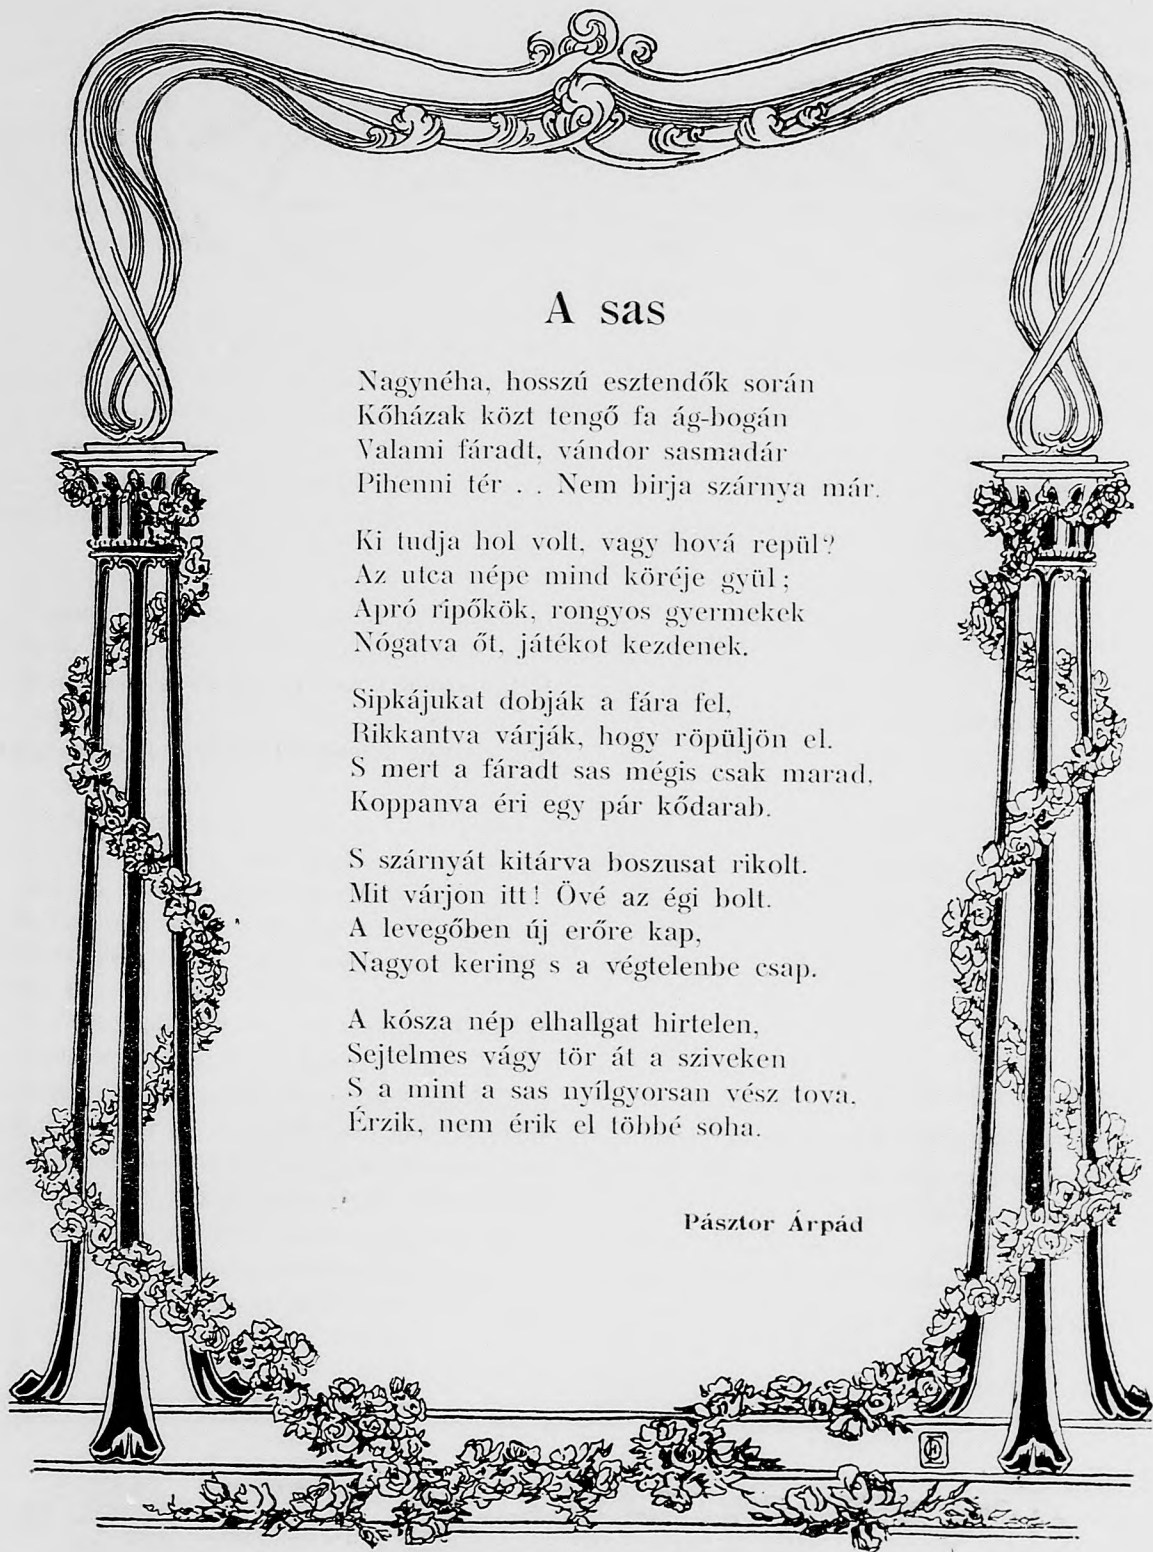 A sas
Nagynéha, hosszú esztendők során
Kőházak közt tengő fa ág-bogán
Valami fáradt, vándor sasmadár
Pihenni tér . . Nem birja szárnya már.
Ki tudja hol volt, vagy hová repül?
Az utca népe mind köréje gyül;
Apró ripőkök, rongyos gyermekek
Nógatva őt, játékot kezdenek.
Sipkájukat dobják a fára fel,
Rikkantva várják, hogy röpüljön el.
S mert a fáradt sas mégis csak marad,
Koppanva éri egy pár kődarab.
S szárnyát kitárva boszusat rikolt.
Mit várjon itt! Övé az égi bolt.
A levegőben új erőre kap,
Nagyot kering s a végtelenbe csap.
A kósza nép elhallgat hirtelen,
Sejtelmes vágy tör át a sziveken
S a mint a sas nyílgyorsan vész tova,
Érzik, nem érik el többé soha.
Pásztor Árpád